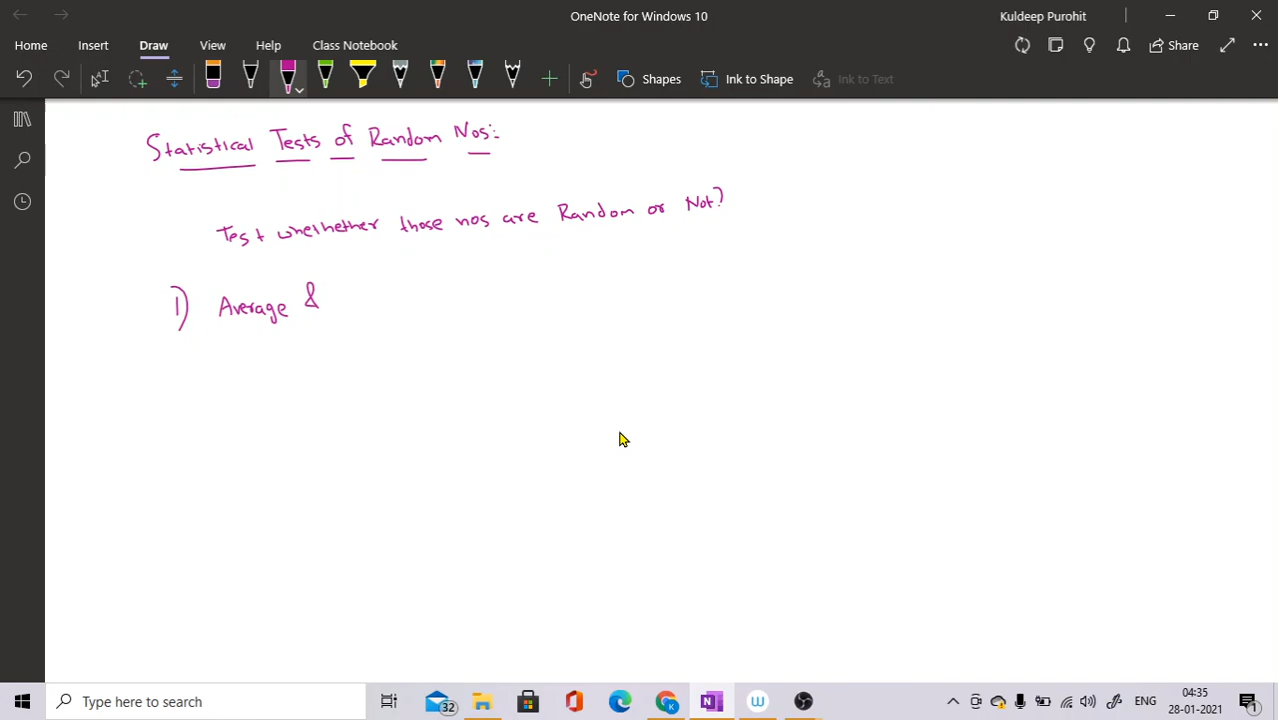 OneNote for Windows 10
Kuldeep Purohit
Home Insert Draw View Help Class Notebook
Share
Shapes Ink to Shape Ink to Text
Statistical Tests of Random Nos:
Test whelhether those nos are Random or Not?
1) Average &
Type here to search
32
ENG
04:35
28-01-2021
1